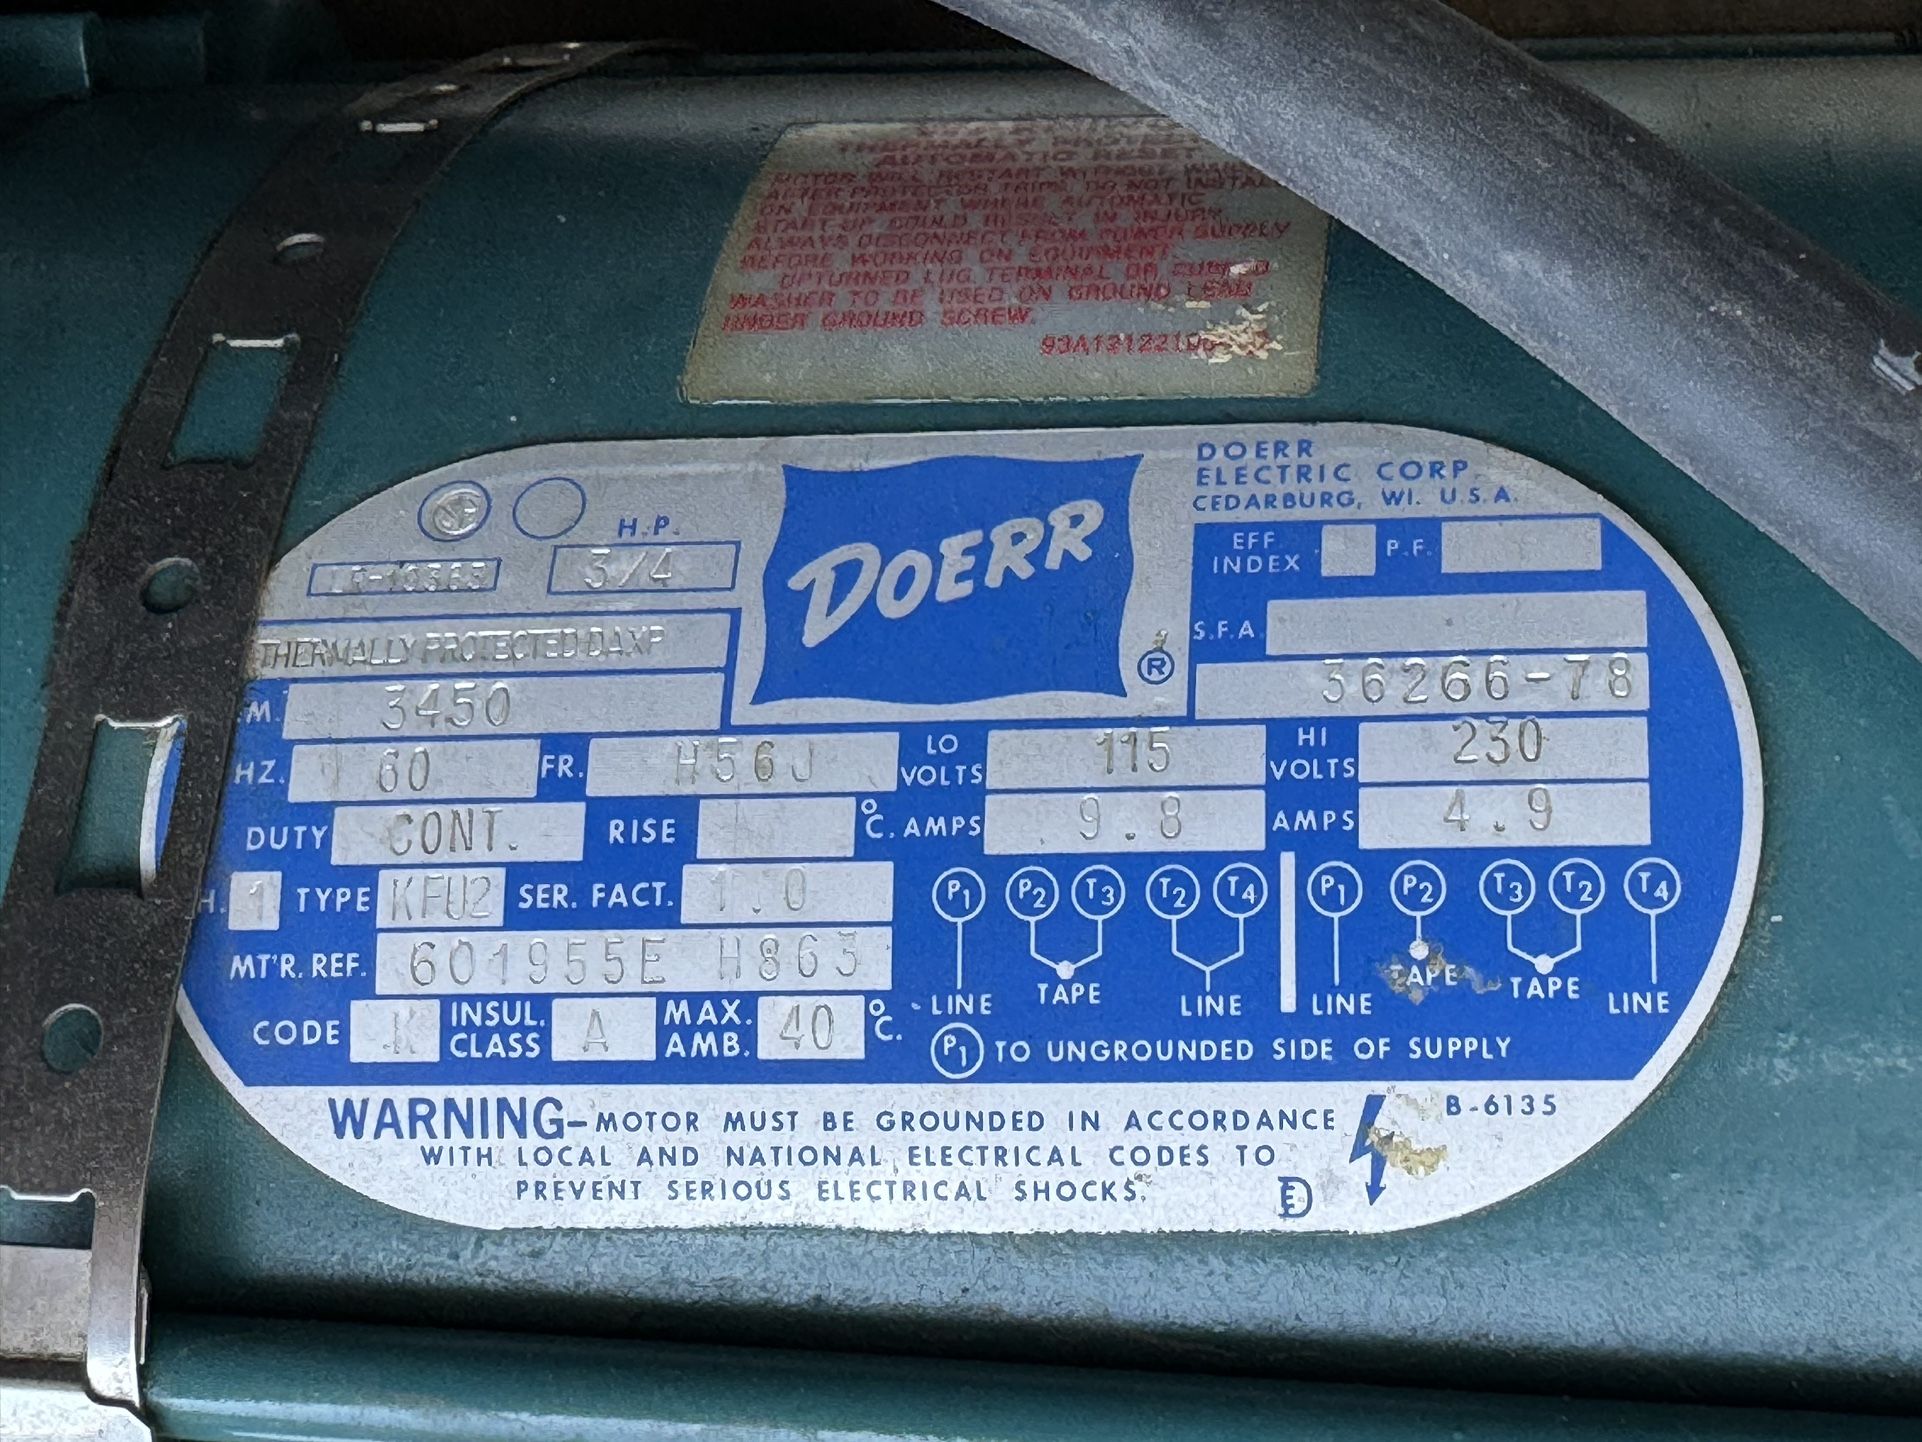 THERMALLY PROTECTED
AUTOMATIC RESET
MOTOR WILL RESTART WITHOUT
AFTER PROTECTOR TRIPS. DO NOT INSTALL
ON EQUIPMENT WHERE AUTOMATIC
START-UP COULD RESULT IN INJURY.
ALWAYS DISCONNECT FROM POWER SUPPLY
BEFORE WORKING ON EQUIPMENT.
UPTURNED LUG TERMINAL OR CUPPED
WASHER TO BE USED ON GROUND LEAD
UNDER GROUND SCREW.
DOERR
ELECTRIC CORP.
CEDARBURG, WI. U.S.A.
H.P.
LR-10363 3/4
DOERR ®
EFF INDEX P.F.
THERMALLY PROTECTED DAXP
S.F.A.
M. 3450
36266-78
HZ. 60 FR. H56J LO VOLTS 115 HI VOLTS 230
DUTY CONT. RISE °C. AMPS 9.8 AMPS 4.9
H. 1 TYPE KFU2 SER. FACT. 1.0
P1 P2 T3 T2 T4 P1 P2 T3 T2 T4
MT'R. REF. 601955E H863
LINE TAPE LINE LINE TAPE TAPE LINE
CODE K INSUL. CLASS A MAX. AMB. 40 °C.
P1 TO UNGROUNDED SIDE OF SUPPLY
WARNING-MOTOR MUST BE GROUNDED IN ACCORDANCE
WITH LOCAL AND NATIONAL ELECTRICAL CODES TO
PREVENT SERIOUS ELECTRICAL SHOCKS.
B-6135